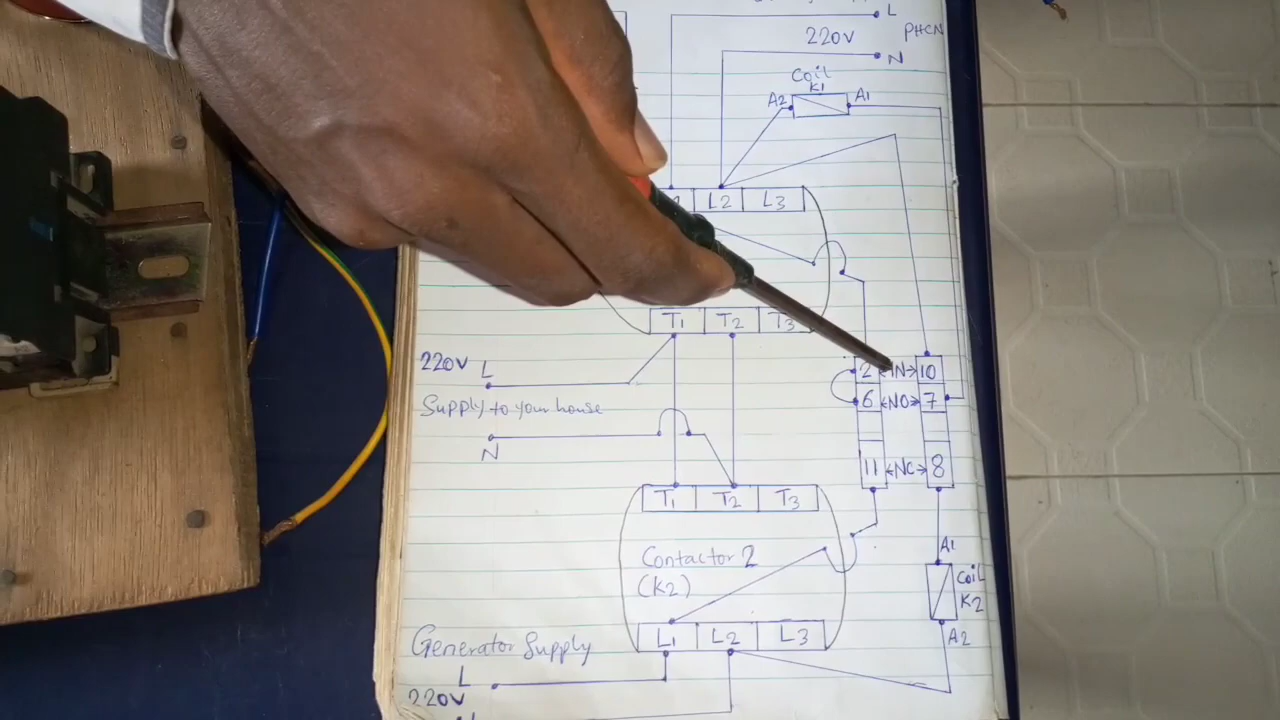 L
PHCN
220V
N
Coil
K1
A2
A1
L2
L3
T1
T2
T3
220V
L
2
IN
10
Supply to your house
6
NO
7
N
11
NC
8
T1
T2
T3
Contactor 2
(K2)
A1
Coil
K2
A2
L1
L2
L3
Generator Supply
L
220V